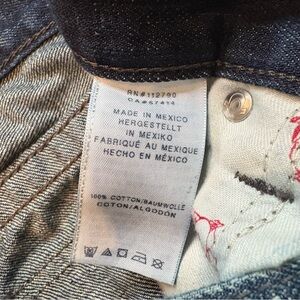 RN#112790
CA#57414
MADE IN MEXICO
HERGESTELLT
IN MEXIKO
FABRIQUÉ AU MEXIQUE
HECHO EN MÉXICO
100% COTTON/BAUMWOLLE
COTON/ALGODÓN